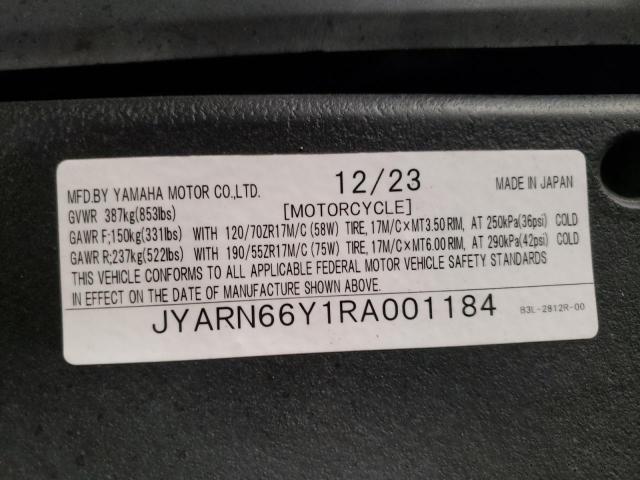 MFD.BY YAMAHA MOTOR CO.,LTD. 12/23 MADE IN JAPAN
GVWR 387kg(853lbs) [MOTORCYCLE]
GAWR F;150kg(331lbs) WITH 120/70ZR17M/C (58W) TIRE, 17M/C×MT3.50 RIM, AT 250kPa(36psi) COLD
GAWR R;237kg(522lbs) WITH 190/55ZR17M/C (75W) TIRE, 17M/C×MT6.00 RIM, AT 290kPa(42psi) COLD
THIS VEHICLE CONFORMS TO ALL APPLICABLE FEDERAL MOTOR VEHICLE SAFETY STANDARDS
IN EFFECT ON THE DATE OF MANUFACTURE SHOWN ABOVE.
JYARN66Y1RA001184 B3L-2812R-00